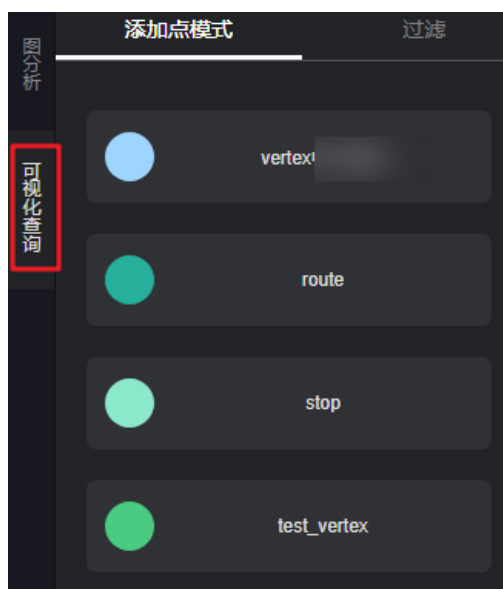 添加点模式
过滤
图分析
可视化查询
vertex
route
stop
test_vertex